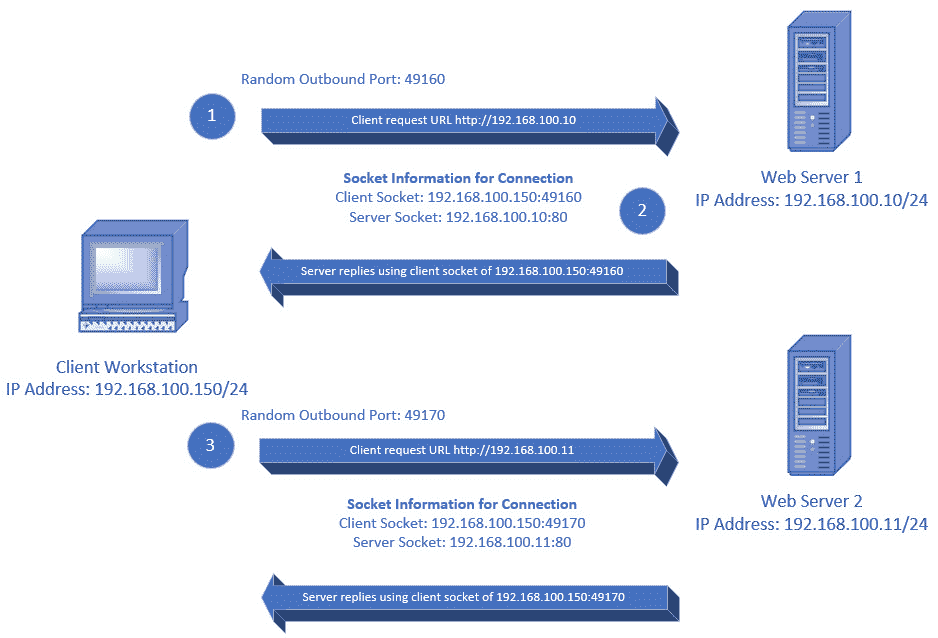 Random Outbound Port: 49160
1
Client request URL http://192.168.100.10
Web Server 1
IP Address: 192.168.100.10/24
Socket Information for Connection
Client Socket: 192.168.100.150:49160
Server Socket: 192.168.100.10:80
2
Server replies using client socket of 192.168.100.150:49160
Client Workstation
IP Address: 192.168.100.150/24
Random Outbound Port: 49170
3
Client request URL http://192.168.100.11
Web Server 2
IP Address: 192.168.100.11/24
Socket Information for Connection
Client Socket: 192.168.100.150:49170
Server Socket: 192.168.100.11:80
Server replies using client socket of 192.168.100.150:49170